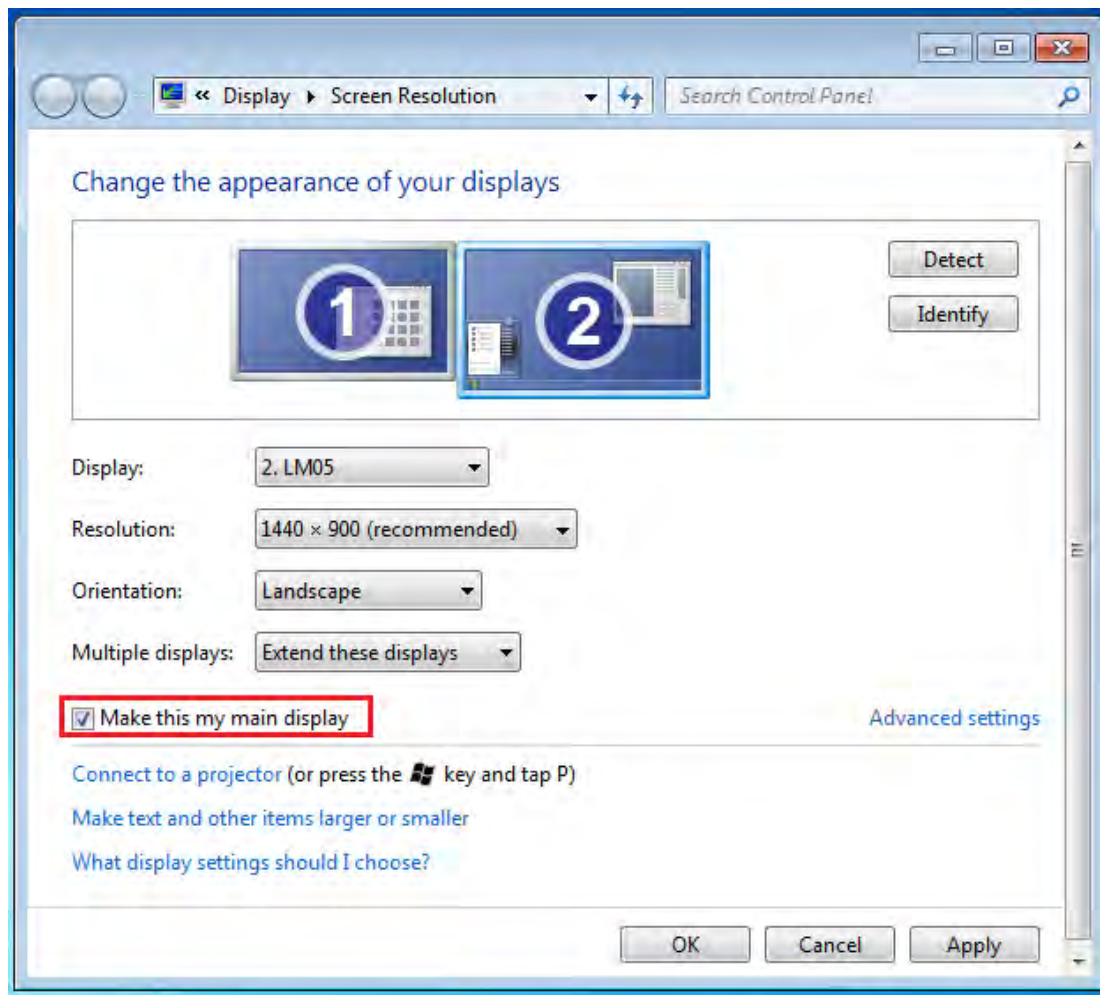 « Display ▸ Screen Resolution
Search Control Panel
Change the appearance of your displays
1
2
Detect
Identify
Display: 2. LM05
Resolution: 1440 × 900 (recommended)
Orientation: Landscape
Multiple displays: Extend these displays
Make this my main display
Advanced settings
Connect to a projector (or press the key and tap P)
Make text and other items larger or smaller
What display settings should I choose?
OK Cancel Apply